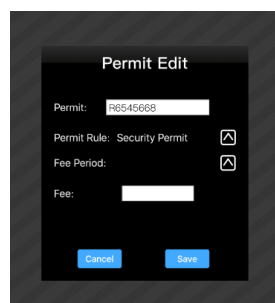 Permit Edit
Permit: R6545668
Permit Rule: Security Permit
Fee Period:
Fee:
Cancel Save